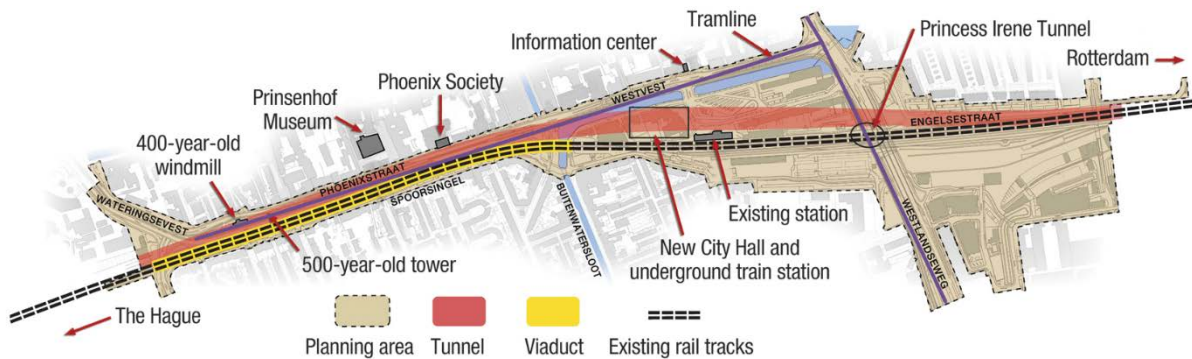 Tramline
Princess Irene Tunnel
Information center
Rotterdam
Phoenix Society
Prinsenhof
Museum
400-year-old
windmill
WESTVEST
ENGELSESTRAAT
PHOENIXSTRAAT
SPOORSINGEL
WATERINGSEVEST
BUITENWATERSLOOT
WESTLANDSEWEG
Existing station
New City Hall and
underground train station
500-year-old tower
The Hague
Planning area
Tunnel
Viaduct
Existing rail tracks